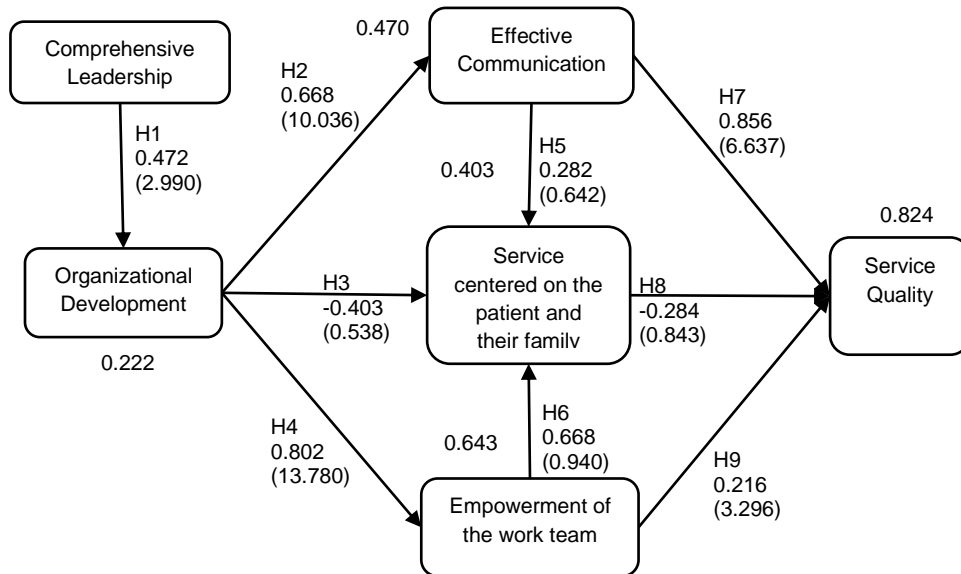 Comprehensive
Leadership
H1
0.472
(2.990)
Organizational
Development
0.222
H2
0.668
(10.036)
H3
-0.403
(0.538)
H4
0.802
(13.780)
0.470
Effective
Communication
H5
0.282
(0.642)
0.403
Service
centered on the
patient and
their family
0.643
H6
0.668
(0.940)
Empowerment of
the work team
H7
0.856
(6.637)
H8
-0.284
(0.843)
H9
0.216
(3.296)
0.824
Service
Quality